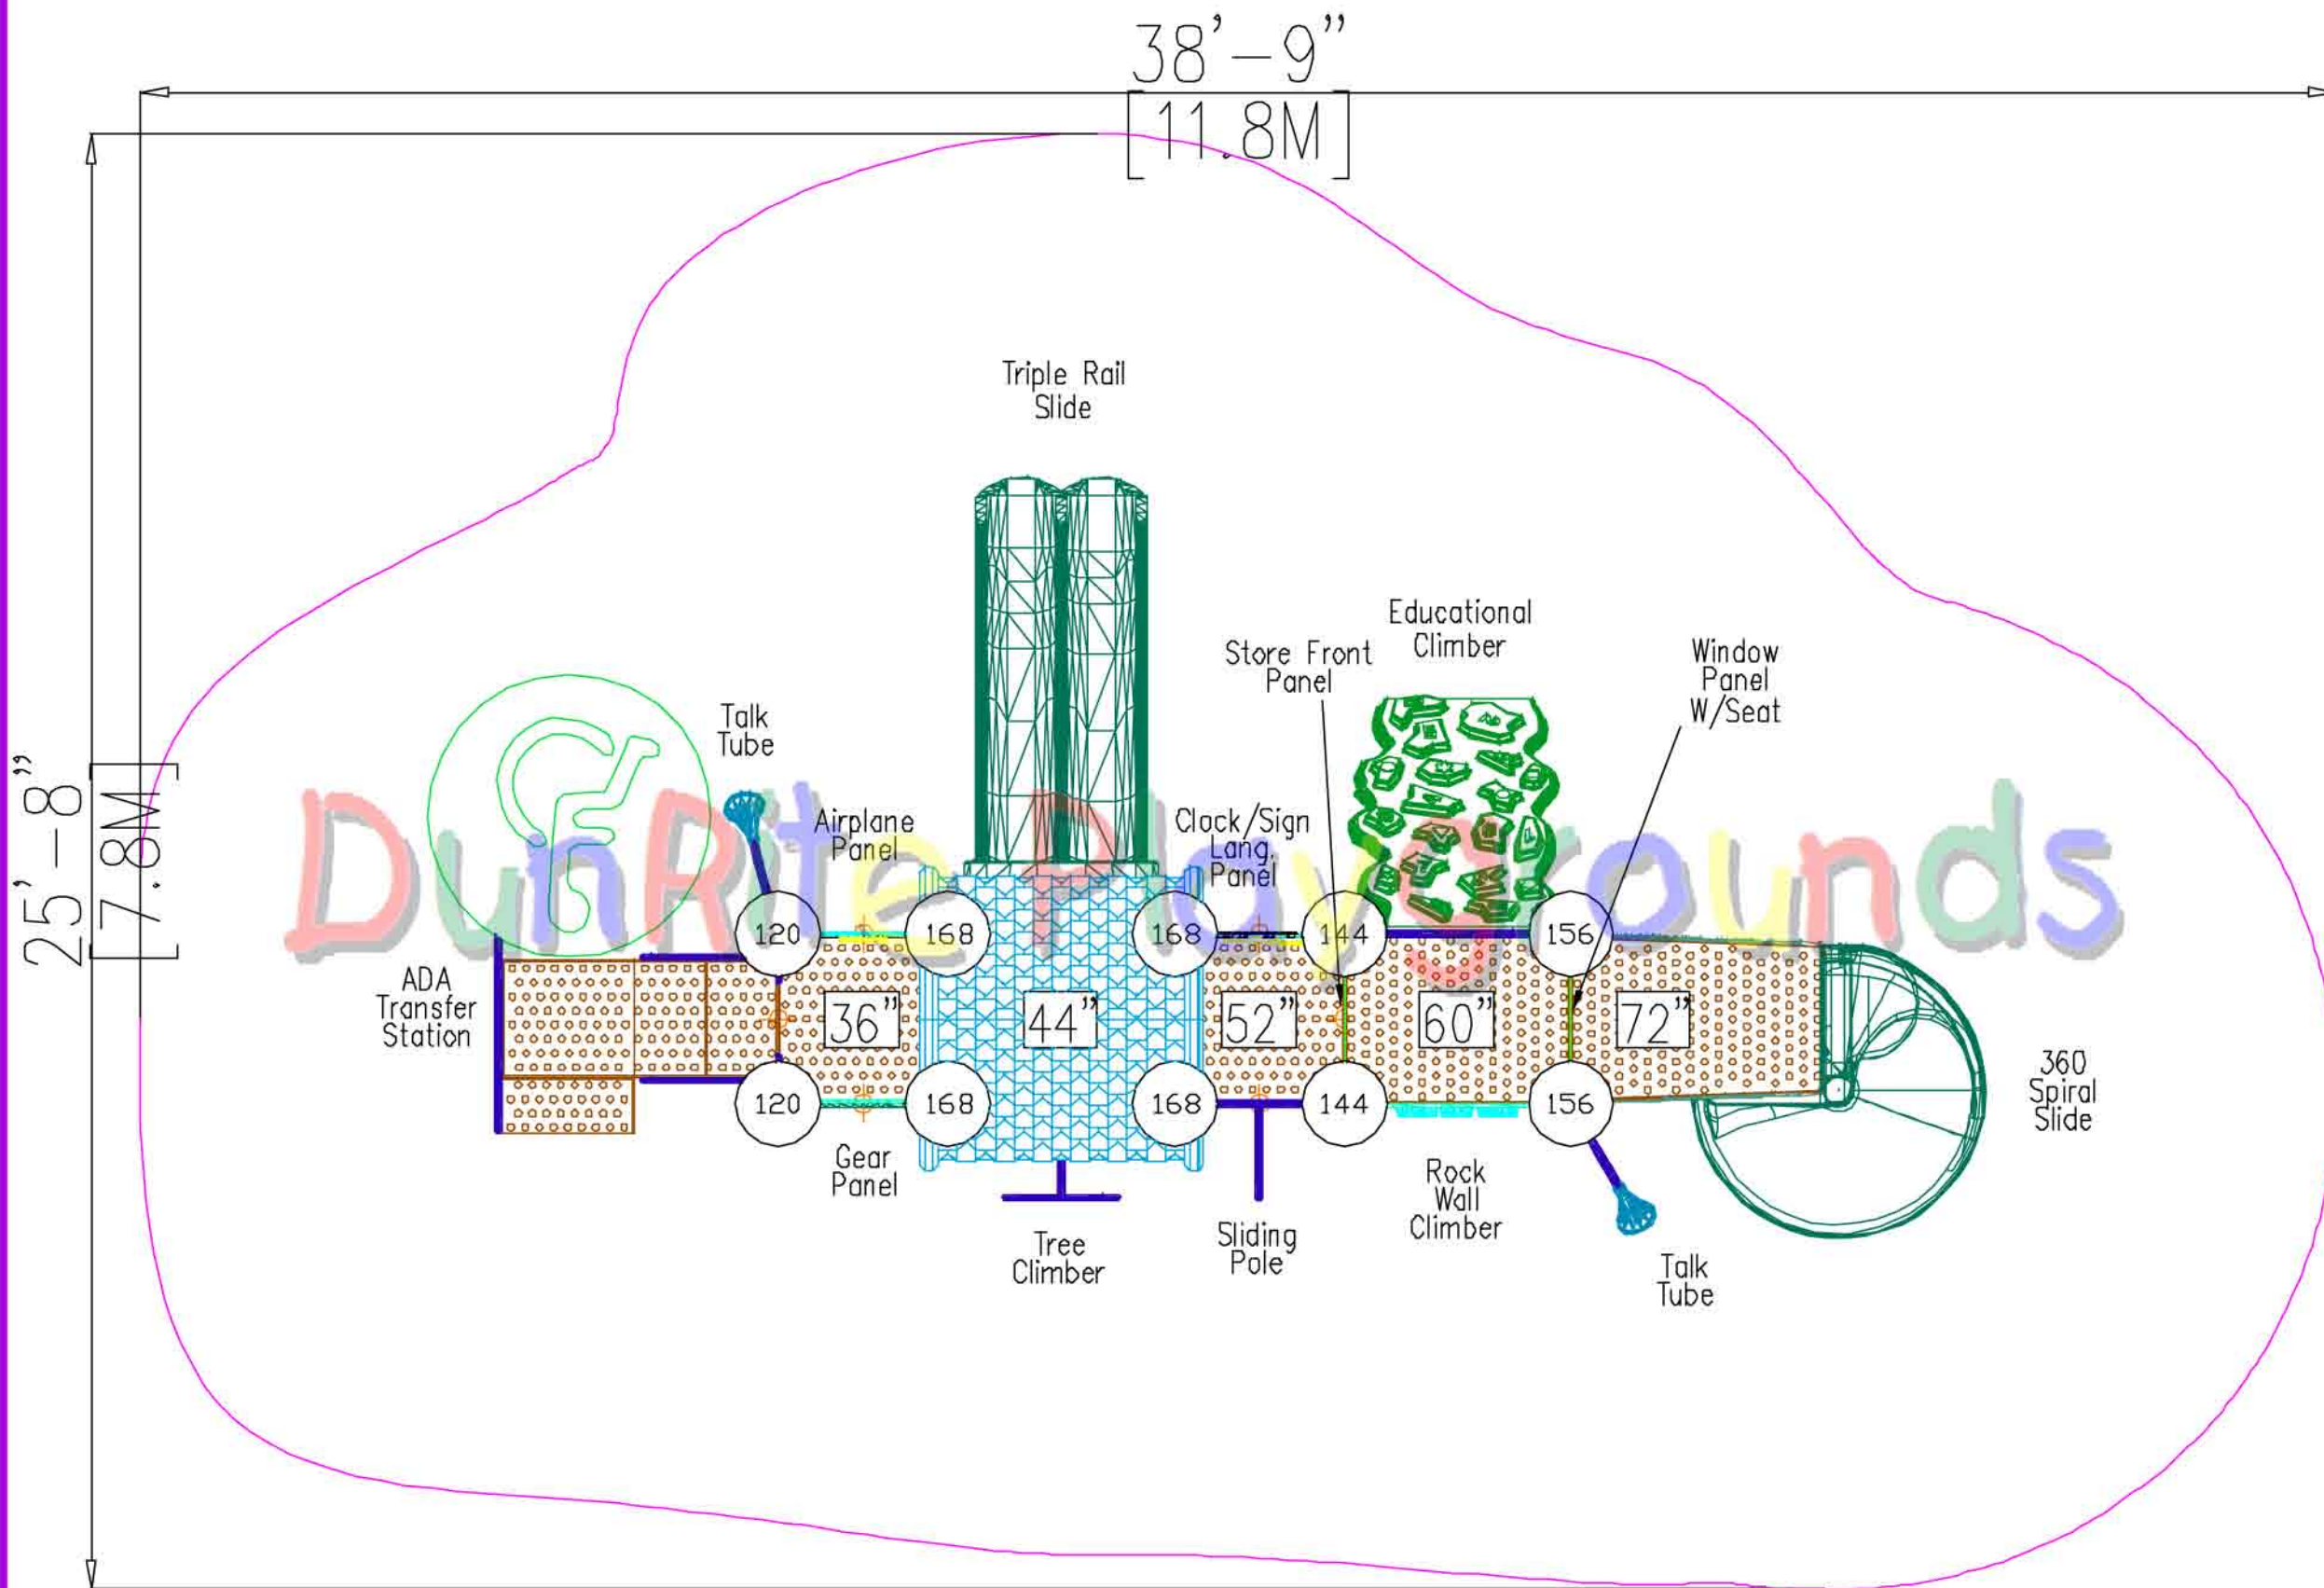 38'-9"
[11.8M]
25'-8"
[7.8M]
Triple Rail
Slide
Educational
Climber
Store Front
Panel
Window
Panel
W/Seat
Talk
Tube
Airplane
Panel
Clock/Sign
Lang.
Panel
DunRite Playgrounds
120
168
168
144
156
ADA
Transfer
Station
36"
44"
52"
60"
72"
360
Spiral
Slide
120
168
168
144
156
Gear
Panel
Tree
Climber
Sliding
Pole
Rock
Wall
Climber
Talk
Tube